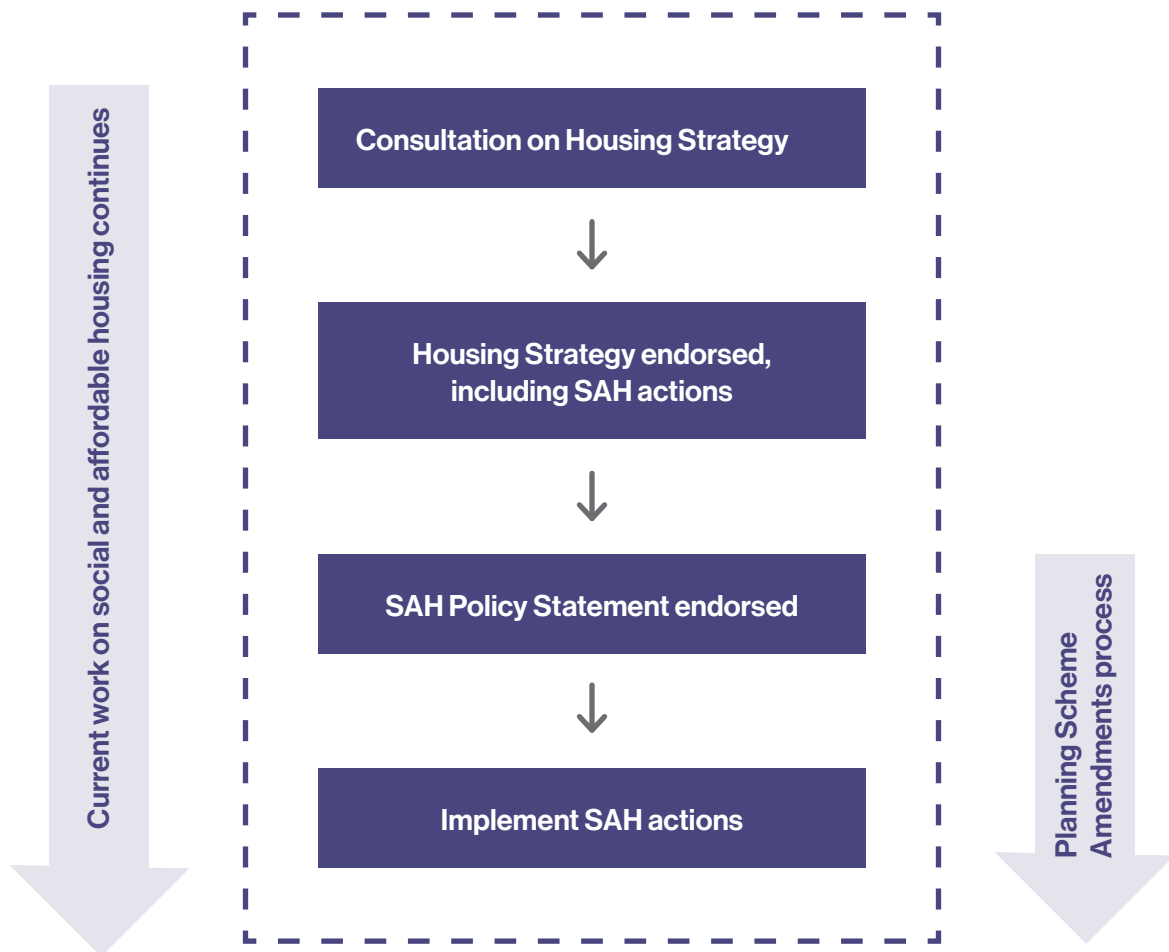 Current work on social and affordable housing continues
Consultation on Housing Strategy
Housing Strategy endorsed,
including SAH actions
SAH Policy Statement endorsed
Implement SAH actions
Planning Scheme
Amendments process